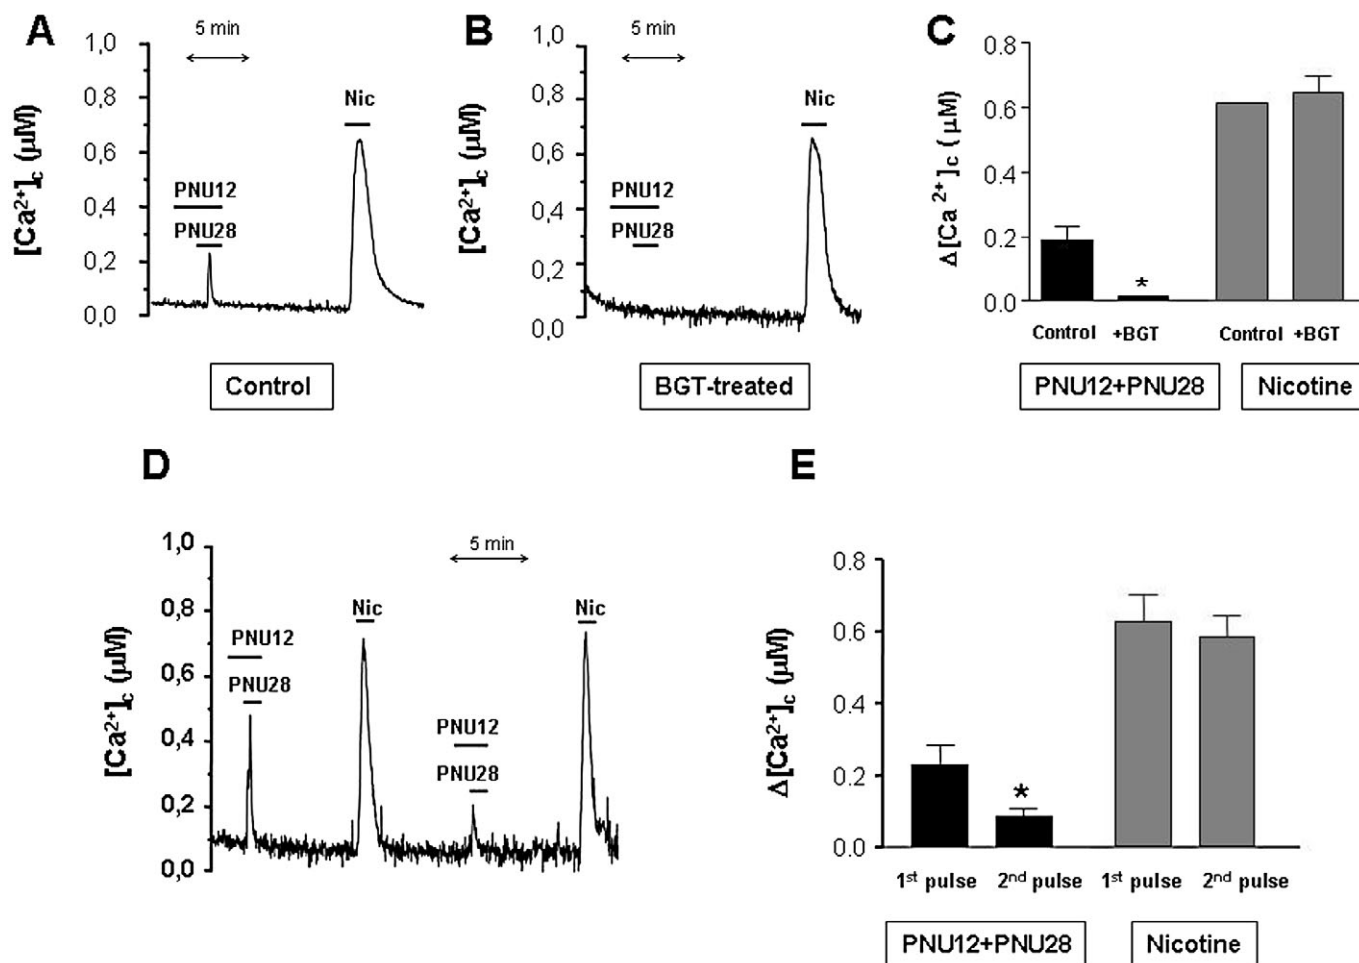 A
5 min
[Ca²⁺]c (µM)
1,0
0,8
0,6
0,4
0,2
0,0
Nic
PNU12
PNU28
Control
B
5 min
[Ca²⁺]c (µM)
1,0
0,8
0,6
0,4
0,2
0,0
Nic
PNU12
PNU28
BGT-treated
C
Δ[Ca²⁺]c (µM)
0.8
0.6
0.4
0.2
0.0
*
Control +BGT Control +BGT
PNU12+PNU28 Nicotine
D
5 min
[Ca²⁺]c (µM)
1,0
0,8
0,6
0,4
0,2
0,0
PNU12
PNU28
Nic
PNU12
PNU28
Nic
E
Δ[Ca²⁺]c (µM)
0.8
0.6
0.4
0.2
0.0
*
1st pulse 2nd pulse 1st pulse 2nd pulse
PNU12+PNU28 Nicotine